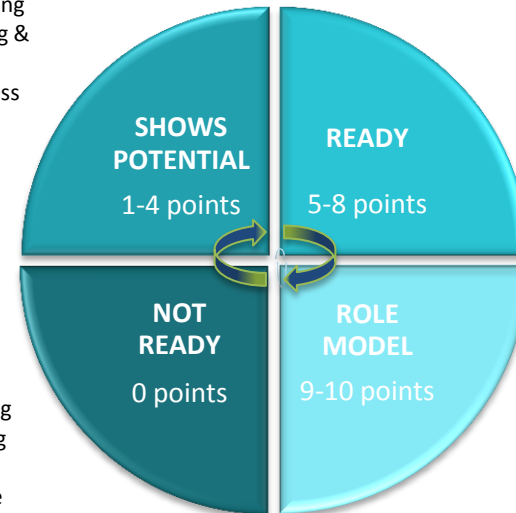 SHOWS
POTENTIAL
1-4 points
READY
5-8 points
NOT
READY
0 points
ROLE
MODEL
9-10 points